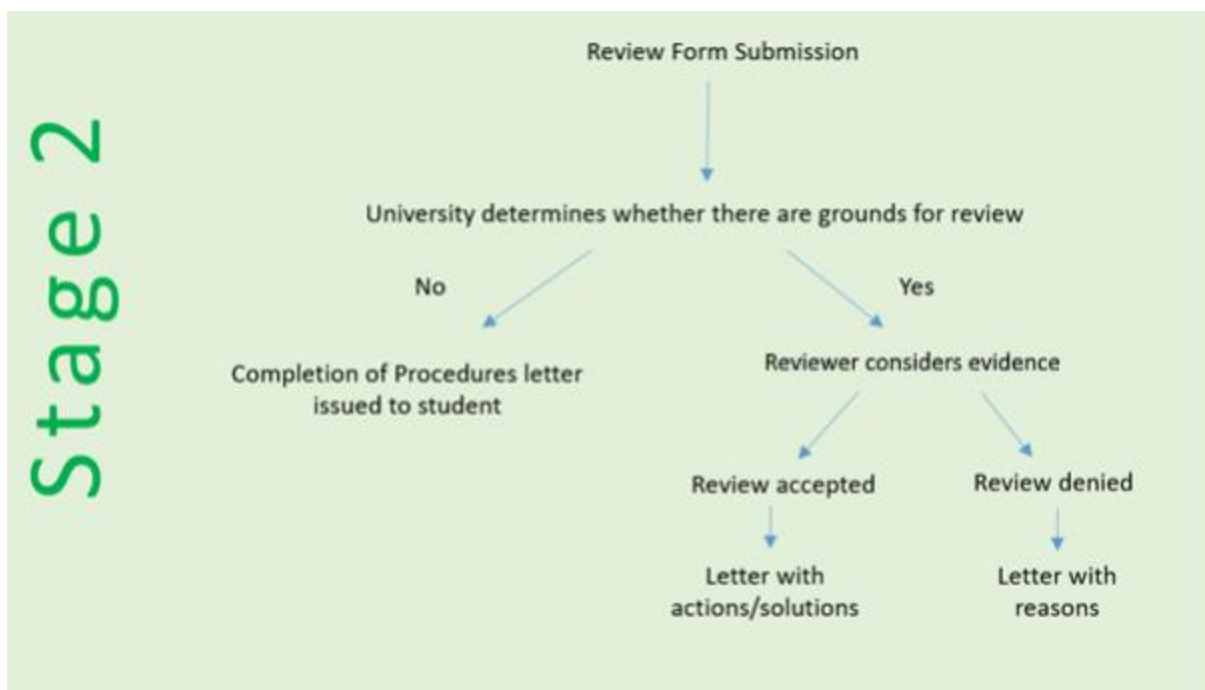 Stage 2
Review Form Submission
University determines whether there are grounds for review
No
Yes
Completion of Procedures letter
issued to student
Reviewer considers evidence
Review accepted
Review denied
Letter with
actions/solutions
Letter with
reasons